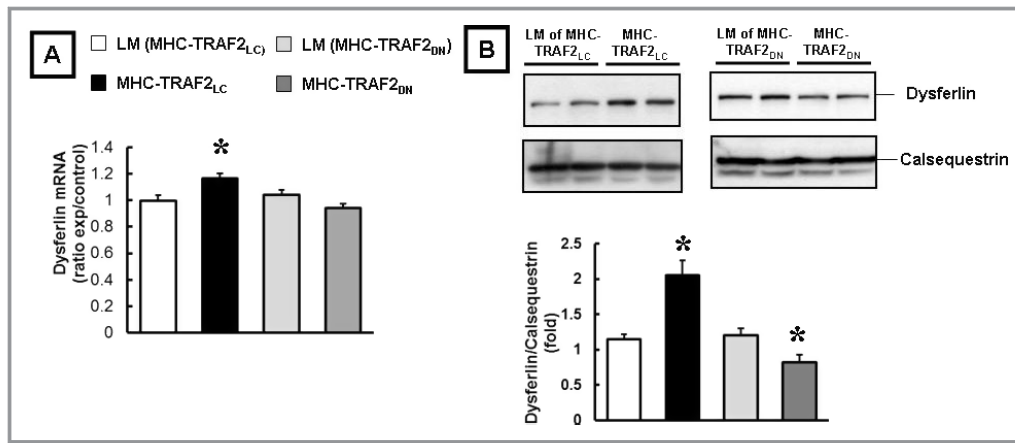 A
LM (MHC-TRAF2LC)
LM (MHC-TRAF2DN)
MHC-TRAF2LC
MHC-TRAF2DN
*
1.4
1.2
1
0.8
0.6
0.4
0.2
0
Dysferlin mRNA
(ratio exp/control)
B
LM of MHC-
TRAF2LC
MHC-
TRAF2LC
LM of MHC-
TRAF2DN
MHC-
TRAF2DN
Dysferlin
Calsequestrin
*
*
2.5
2
1.5
1
0.5
0
Dysferlin/Calsequestrin
(fold)